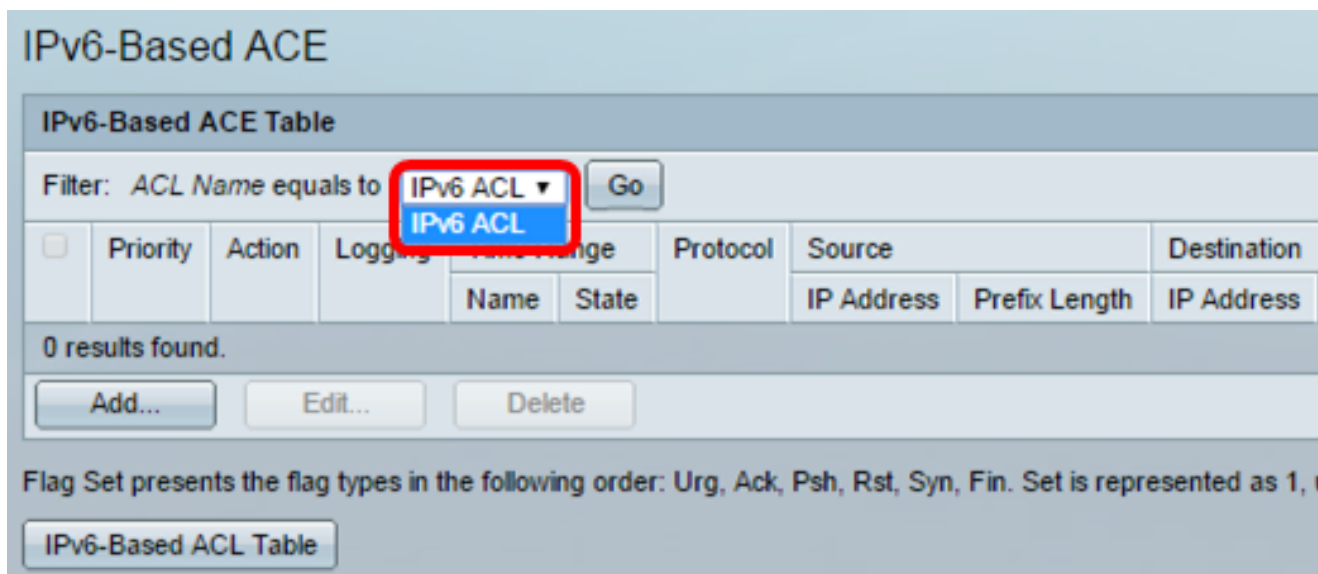 IPv6-Based ACE
IPv6-Based ACE Table
Filter: ACL Name equals to IPv6 ACL Go
IPv6 ACL
Priority Action Logging Range Protocol Source Destination
Name State IP Address Prefix Length IP Address
0 results found.
Add... Edit... Delete
Flag Set presents the flag types in the following order: Urg, Ack, Psh, Rst, Syn, Fin. Set is represented as 1,
IPv6-Based ACL Table